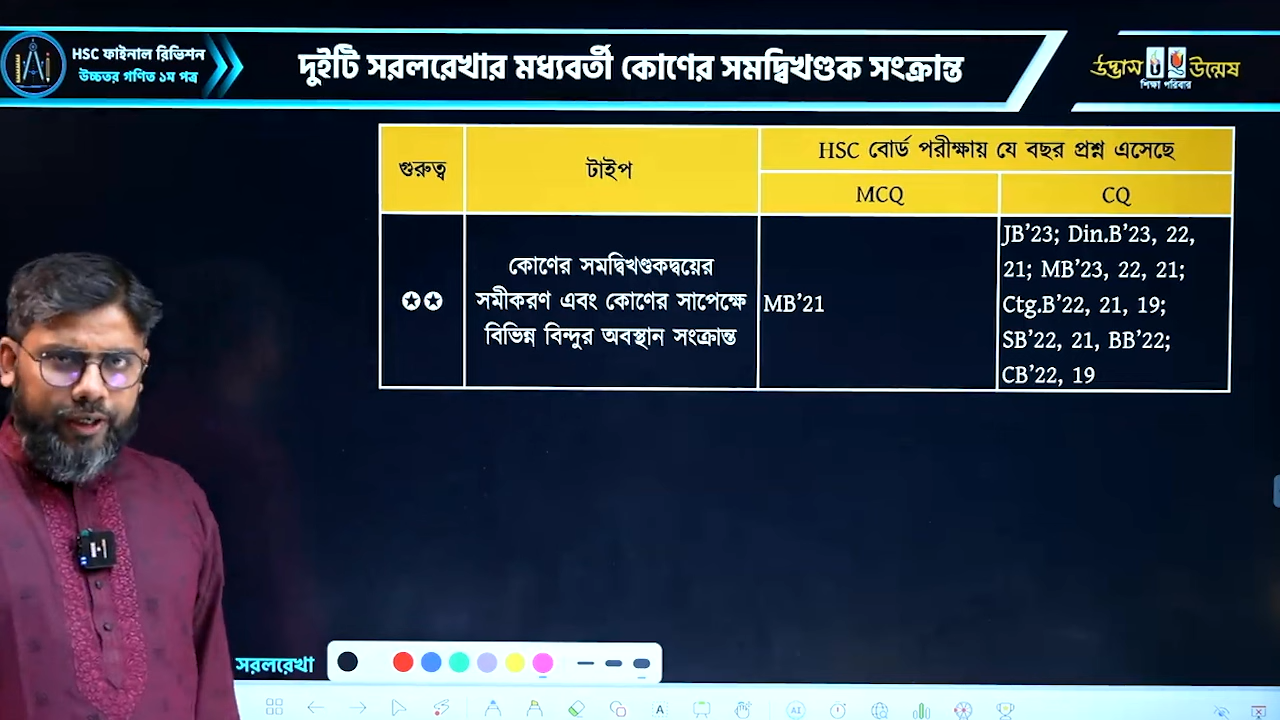 HSC ফাইনাল রিভিশন
উচ্চতর গণিত ১ম পত্র
দুইটি সরলরেখার মধ্যবর্তী কোণের সমদ্বিখণ্ডক সংক্রান্ত
উদ্ভাস উন্মেষ
শিক্ষা পরিবার
গুরুত্ব
টাইপ
HSC বোর্ড পরীক্ষায় যে বছর প্রশ্ন এসেছে
MCQ
CQ
কোণের সমদ্বিখণ্ডকদ্বয়ের
সমীকরণ এবং কোণের সাপেক্ষে
বিভিন্ন বিন্দুর অবস্থান সংক্রান্ত
MB’21
JB’23; Din.B’23, 22,
21; MB’23, 22, 21;
Ctg.B’22, 21, 19;
SB’22, 21, BB’22;
CB’22, 19
সরলরেখা
A
AI